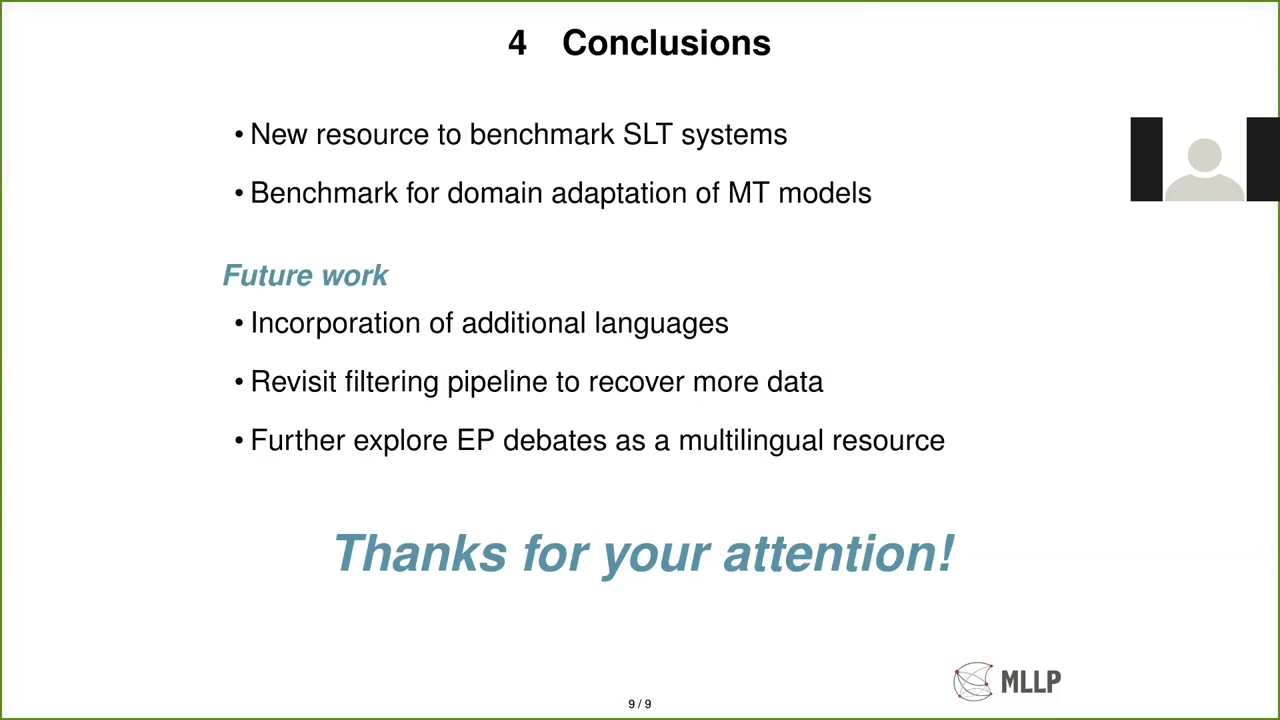 4 Conclusions
• New resource to benchmark SLT systems
• Benchmark for domain adaptation of MT models
Future work
• Incorporation of additional languages
• Revisit filtering pipeline to recover more data
• Further explore EP debates as a multilingual resource
Thanks for your attention!
MLLP
9 / 9